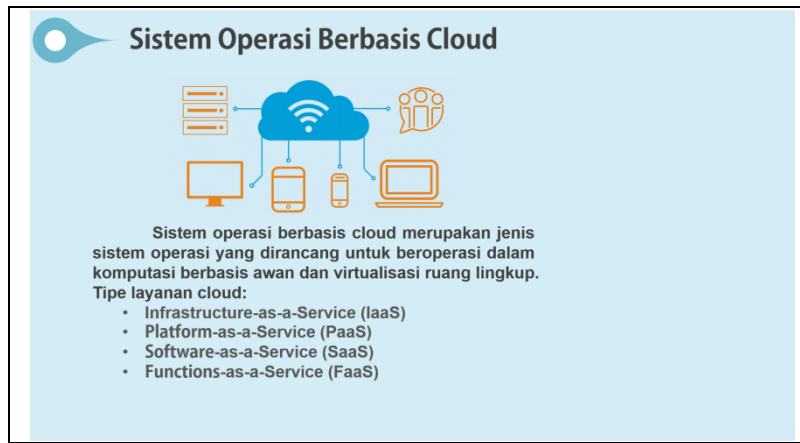 Sistem Operasi Berbasis Cloud
Sistem operasi berbasis cloud merupakan jenis
sistem operasi yang dirancang untuk beroperasi dalam
komputasi berbasis awan dan virtualisasi ruang lingkup.
Tipe layanan cloud:
• Infrastructure-as-a-Service (IaaS)
• Platform-as-a-Service (PaaS)
• Software-as-a-Service (SaaS)
• Functions-as-a-Service (FaaS)